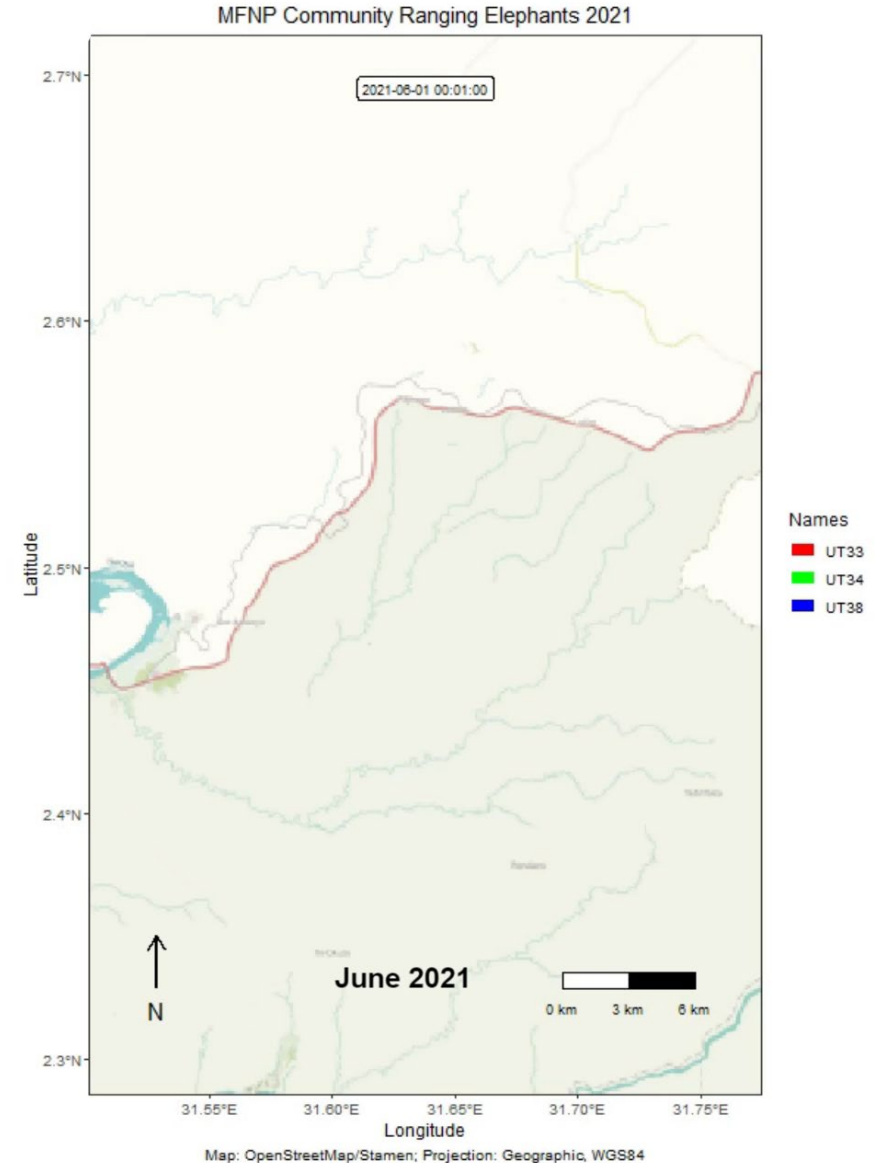 MFNP Community Ranging Elephants 2021
2.7°N
2021-06-01 00:01:00
2.6°N
2.5°N
2.4°N
2.3°N
Latitude
Names
UT33
UT34
UT38
June 2021
N
0 km 3 km 6 km
31.55°E 31.60°E 31.65°E 31.70°E 31.75°E
Longitude
Map: OpenStreetMap/Stamen; Projection: Geographic, WGS84